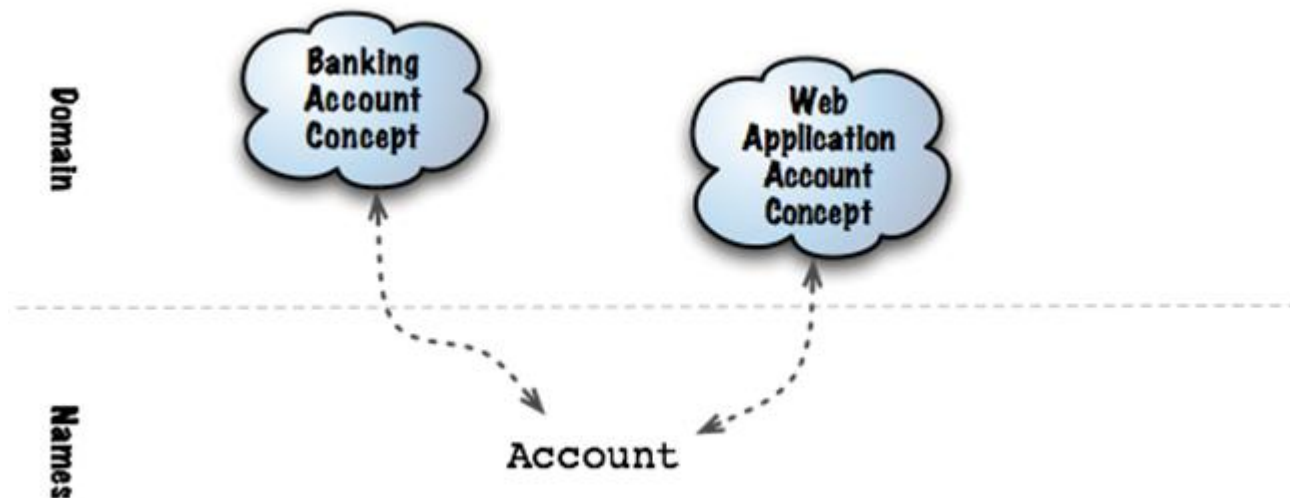 Domain
Banking
Account
Concept
Web
Application
Account
Concept
Names
Account